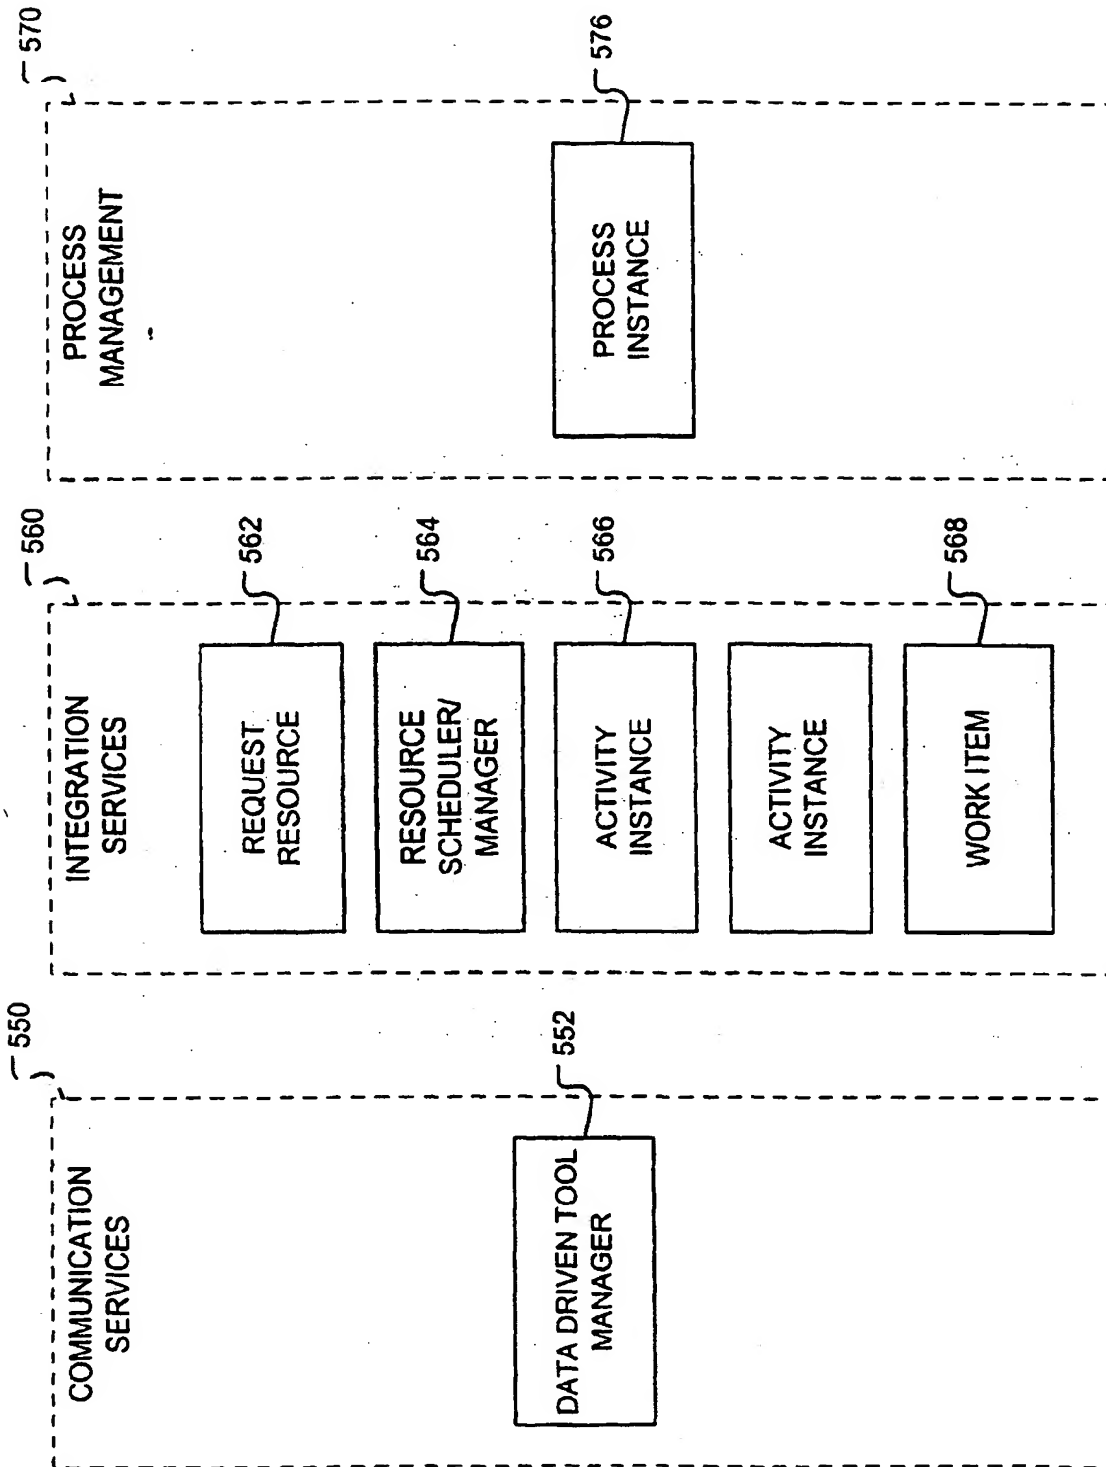 COMMUNICATION
SERVICES
550
DATA DRIVEN TOOL
MANAGER
552
INTEGRATION
SERVICES
560
REQUEST
RESOURCE
562
RESOURCE
SCHEDULER/
MANAGER
564
ACTIVITY
INSTANCE
566
ACTIVITY
INSTANCE
WORK ITEM
568
PROCESS
MANAGEMENT
570
PROCESS
INSTANCE
576